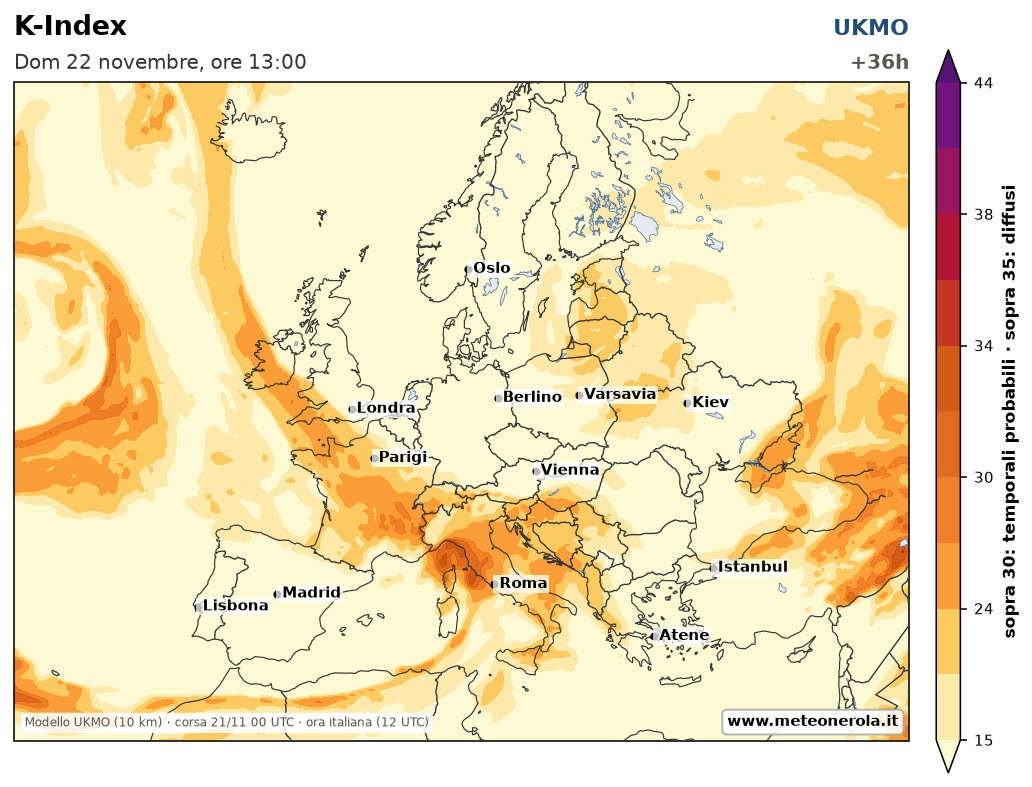 K-Index
UKMO
Dom 22 novembre, ore 13:00
+36h
44
38
34
30
24
15
sopra 30: temporali probabili · sopra 35: diffusi
Oslo
Londra
Berlino
Varsavia
Kiev
Parigi
Vienna
Istanbul
Roma
Madrid
Lisbona
Atene
Modello UKMO (10 km) · corsa 21/11 00 UTC · ora italiana (12 UTC)
www.meteonerola.it